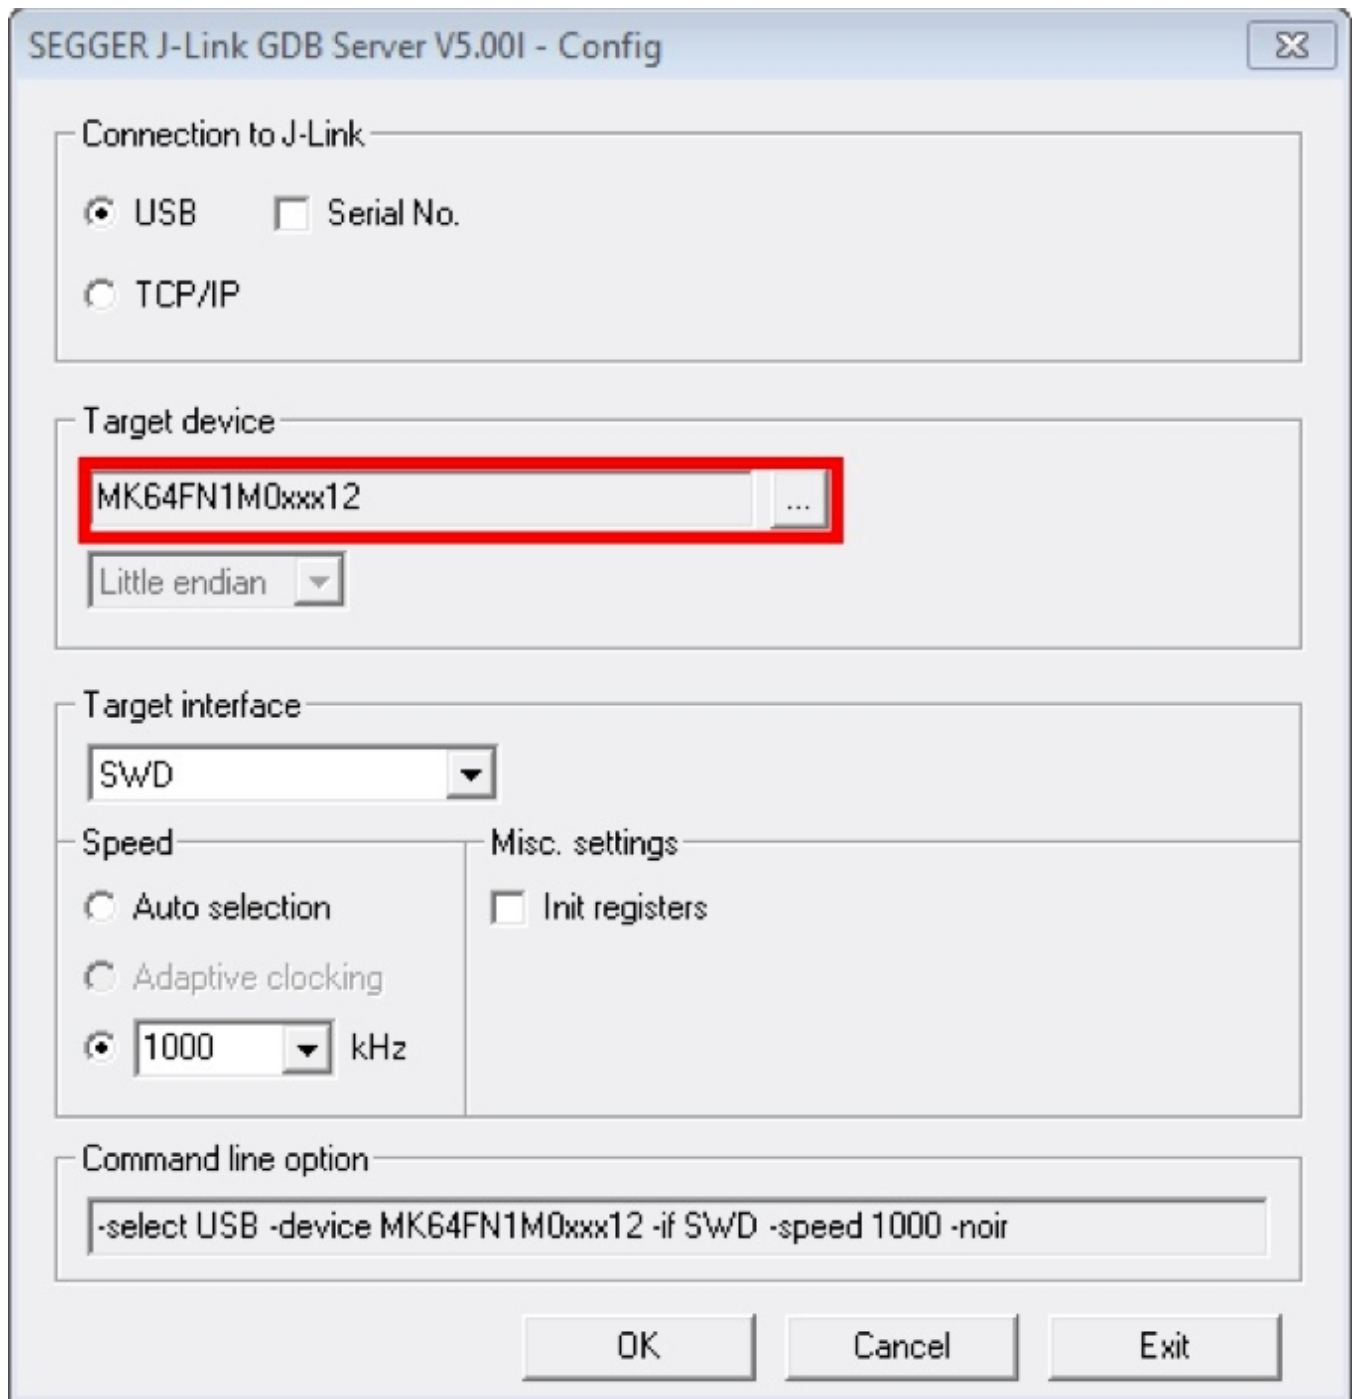 SEGGER J-Link GDB Server V5.00l - Config
Connection to J-Link
USB Serial No.
TCP/IP
Target device
MK64FN1M0xxx12 ...
Little endian
Target interface
SWD
Speed Misc. settings
Auto selection Init registers
Adaptive clocking
1000 kHz
Command line option
-select USB -device MK64FN1M0xxx12 -if SWD -speed 1000 -noir
OK Cancel Exit